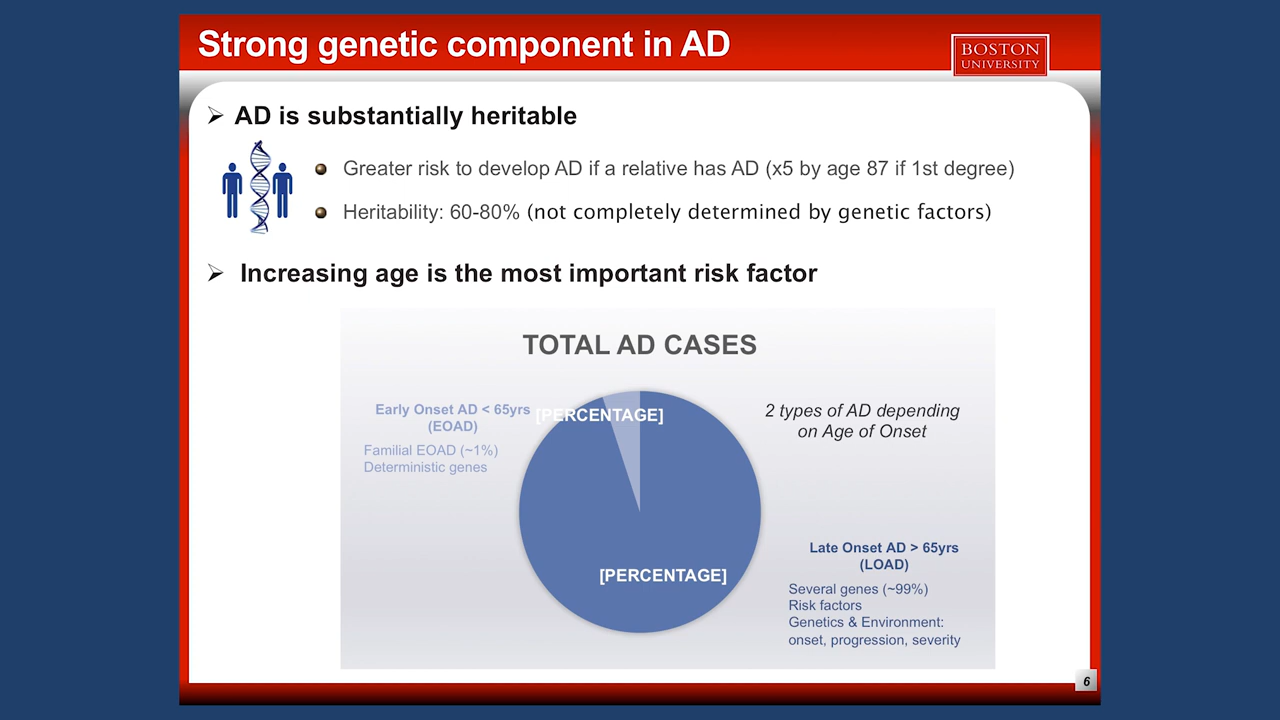 Strong genetic component in AD
BOSTON
UNIVERSITY
AD is substantially heritable
Greater risk to develop AD if a relative has AD (x5 by age 87 if 1st degree)
Heritability: 60-80% (not completely determined by genetic factors)
Increasing age is the most important risk factor
TOTAL AD CASES
Early Onset AD < 65yrs
(EOAD)
Familial EOAD (~1%)
Deterministic genes
[PERCENTAGE]
2 types of AD depending
on Age of Onset
[PERCENTAGE]
Late Onset AD > 65yrs
(LOAD)
Several genes (~99%)
Risk factors
Genetics & Environment:
onset, progression, severity
6